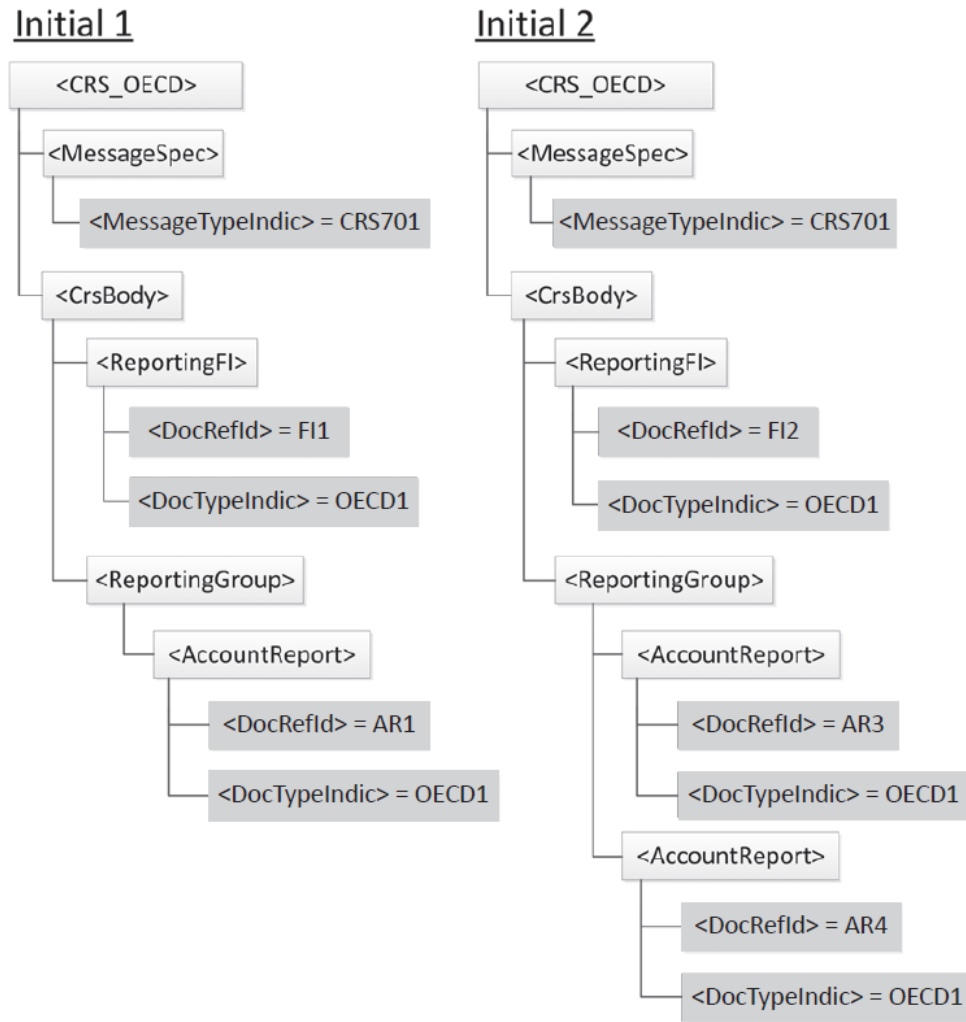 Initial 1
<CRS_OECD>
<MessageSpec>
<MessageTypeIndic> = CRS701
<CrsBody>
<ReportingFI>
<DocRefId> = FI1
<DocTypeIndic> = OECD1
<ReportingGroup>
<AccountReport>
<DocRefId> = AR1
<DocTypeIndic> = OECD1
Initial 2
<CRS_OECD>
<MessageSpec>
<MessageTypeIndic> = CRS701
<CrsBody>
<ReportingFI>
<DocRefId> = FI2
<DocTypeIndic> = OECD1
<ReportingGroup>
<AccountReport>
<DocRefId> = AR3
<DocTypeIndic> = OECD1
<AccountReport>
<DocRefId> = AR4
<DocTypeIndic> = OECD1